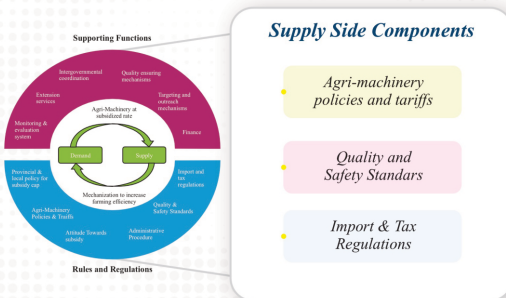 Supporting Functions
Intergovernmental
coordination
Quality ensuring
mechanisms
Extension
services
Targeting and
outreach
mechanisms
Monitoring &
evaluation
system
Finance
Agri-Machinery at
subsidized rate
Demand
Supply
Mechanization to increase
farming efficiency
Provincial &
local policy for
subsidy cap
Import and
tax
regulations
Agri-Machinery
Policies & Tariffs
Quality &
Safety Standards
Attitude Towards
subsidy
Administrative
Procedure
Rules and Regulations
Supply Side Components
Agri-machinery
policies and tariffs
Quality and
Safety Standars
Import & Tax
Regulations